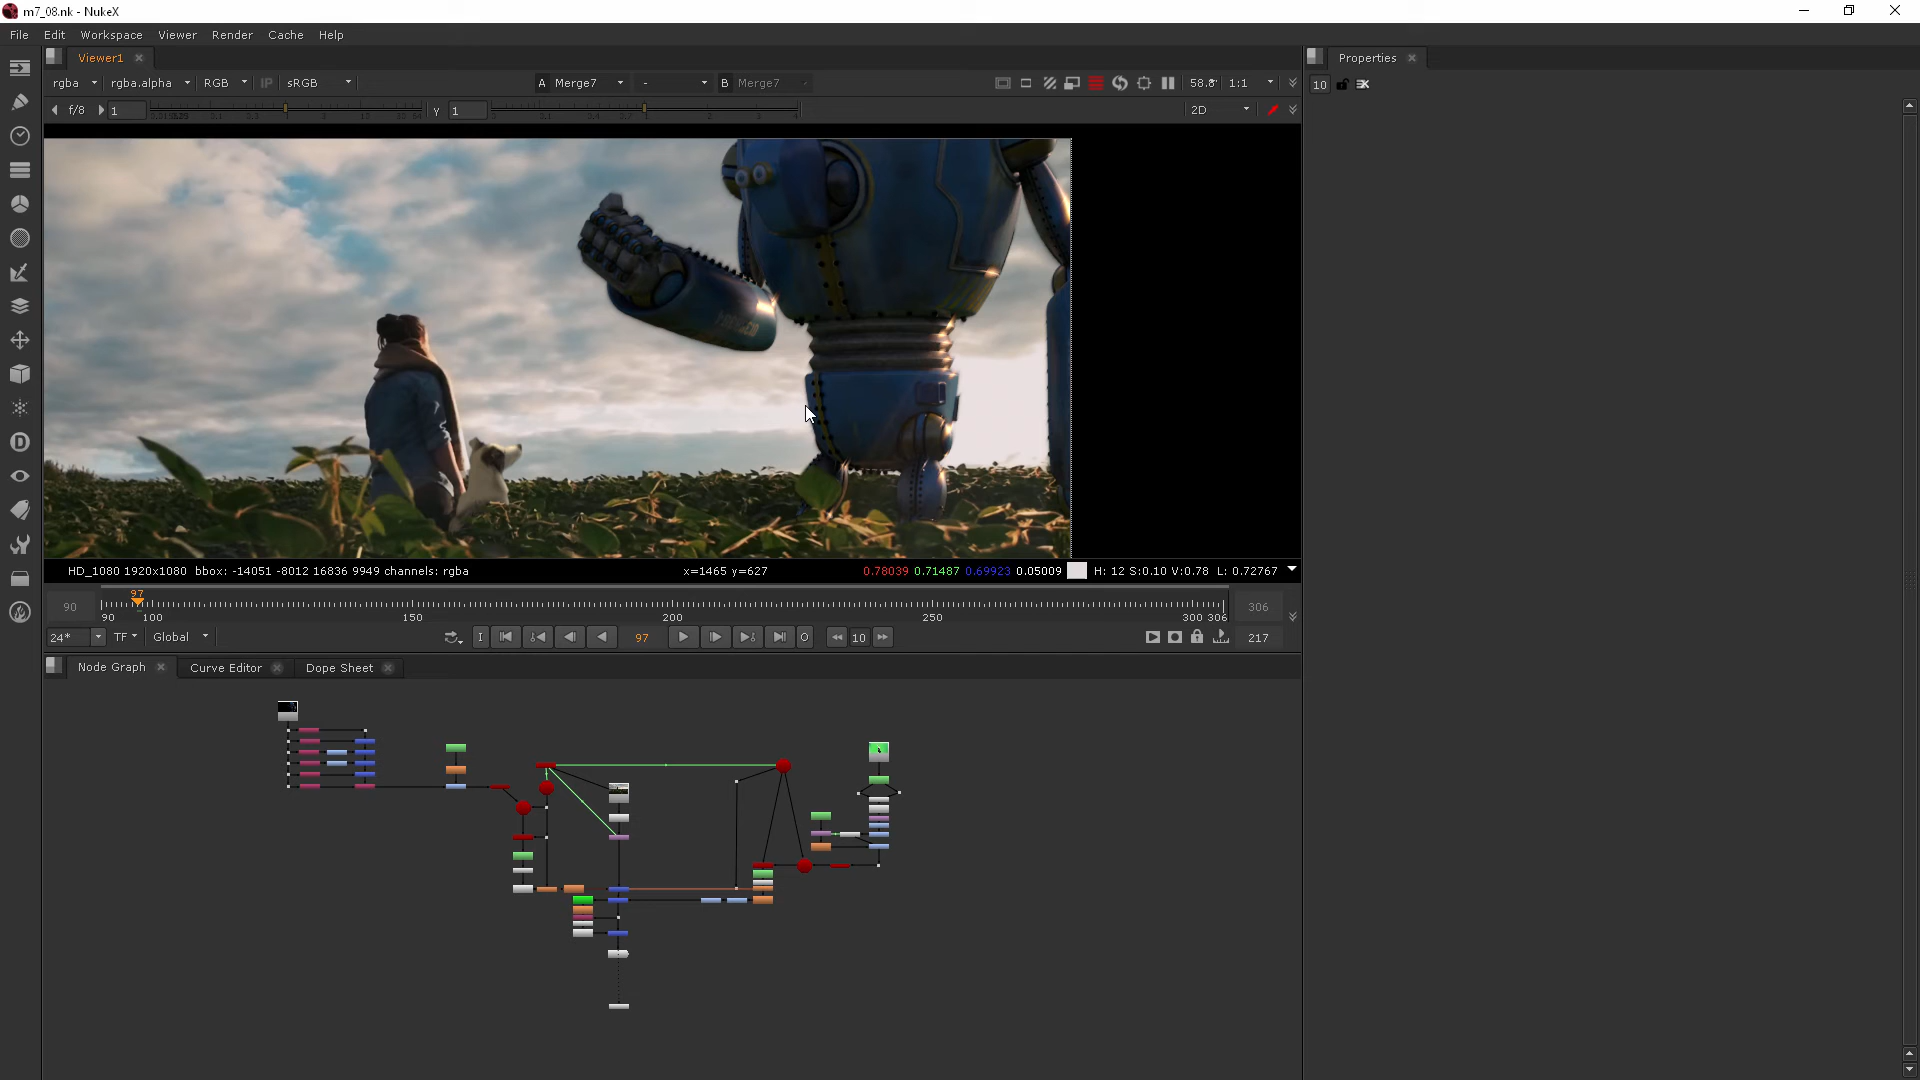 m7_08.nk - NukeX
File Edit Workspace Viewer Render Cache Help
Viewer1
Properties
rgba rgba.alpha RGB IP sRGB A Merge7 - B Merge7 1:1
10
f/8 1 y 1 2D
HD_1080 1920x1080 bbox: -14051 -8012 16836 9949 channels: rgba x=1465 y=627 0.78039 0.71487 0.69923 0.05009 H: 12 S:0.10 V:0.78 L: 0.72767
97
90 306
90 100 150 200 250 300 306
24* TF Global I 97 O 10 217
Node Graph Curve Editor Dope Sheet